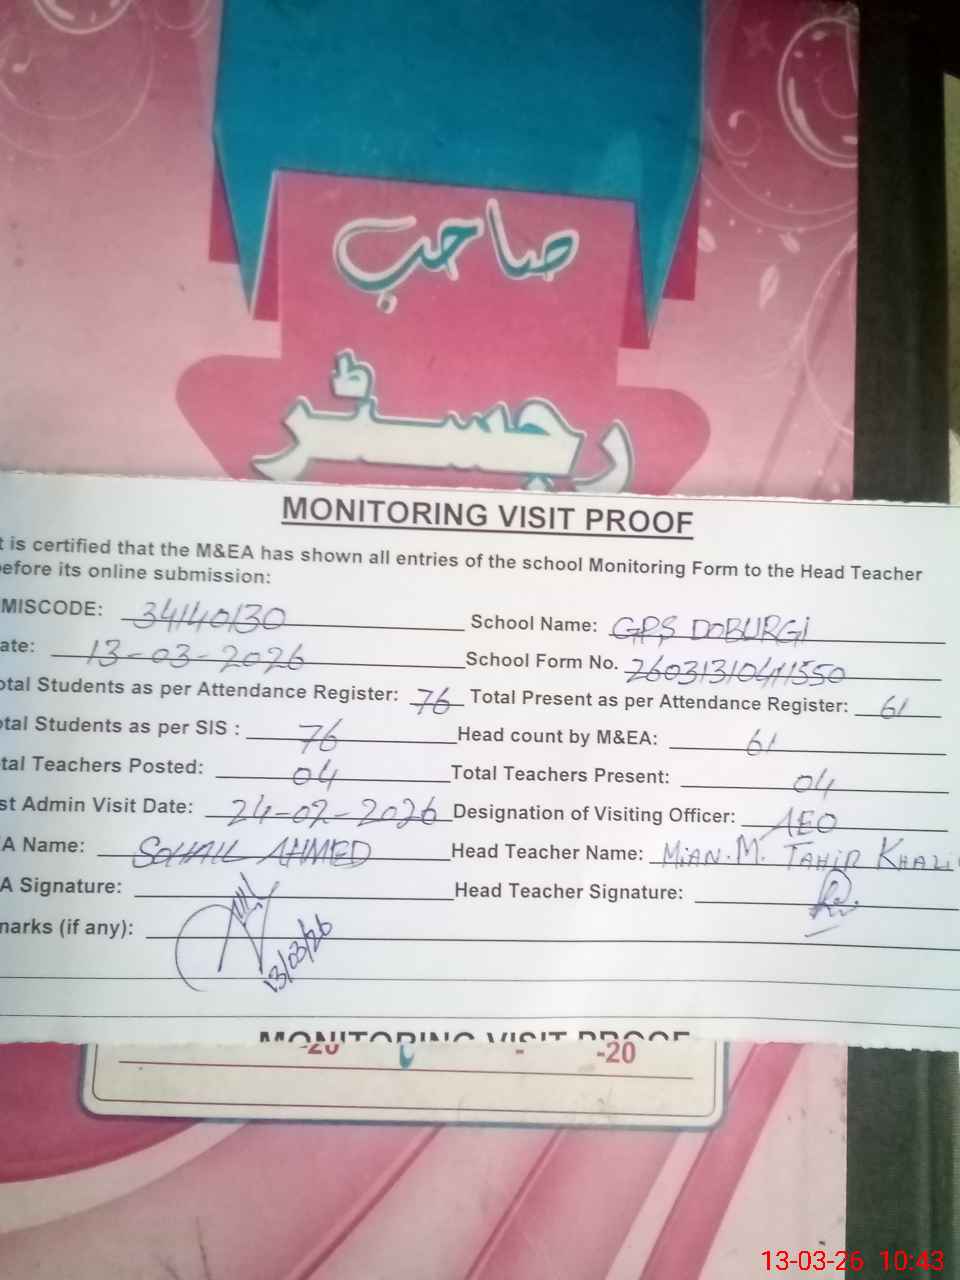 صاحب
رجسٹر
MONITORING VISIT PROOF
t is certified that the M&EA has shown all entries of the school Monitoring Form to the Head Teacher
efore its online submission:
MISCODE: 34140130 School Name: GPS DOBURGI
ate: 13-03-2026 School Form No. 26031310411550
otal Students as per Attendance Register: 76 Total Present as per Attendance Register: 61
otal Students as per SIS : 76 Head count by M&EA: 61
tal Teachers Posted: 04 Total Teachers Present: 04
st Admin Visit Date: 24-02-2026 Designation of Visiting Officer: AEO
A Name: SOHAIL AHMED Head Teacher Name: MIAN. M. TAHIR KHALI
A Signature: Head Teacher Signature:
13/03/26
marks (if any):
MONITORING VISIT PROOF
-20 - -20
13-03-26 10:43